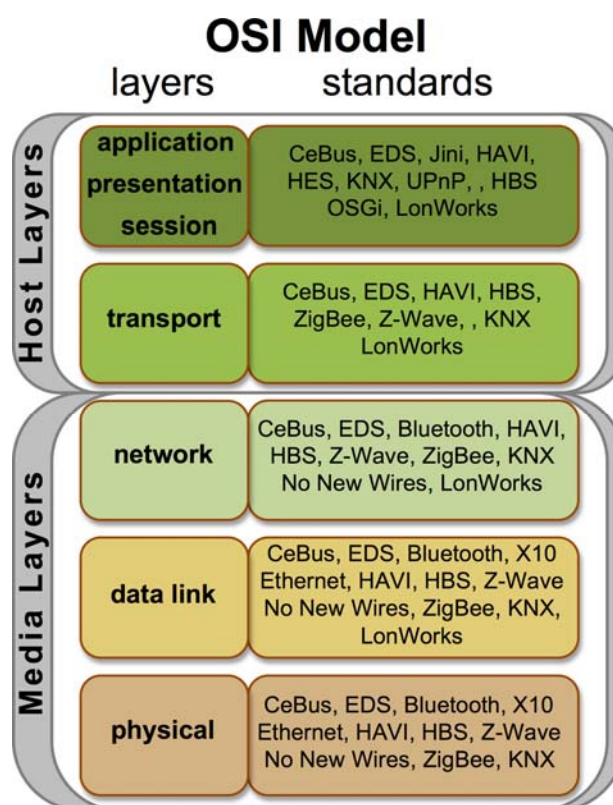 OSI Model
layers standards
Host Layers
application
presentation
session
CeBus, EDS, Jini, HAVI,
HES, KNX, UPnP, , HBS
OSGi, LonWorks
transport
CeBus, EDS, HAVI, HBS,
ZigBee, Z-Wave, , KNX
LonWorks
Media Layers
network
CeBus, EDS, Bluetooth, HAVI,
HBS, Z-Wave, ZigBee, KNX
No New Wires, LonWorks
data link
CeBus, EDS, Bluetooth, X10
Ethernet, HAVI, HBS, Z-Wave
No New Wires, ZigBee, KNX,
LonWorks
physical
CeBus, EDS, Bluetooth, X10
Ethernet, HAVI, HBS, Z-Wave
No New Wires, ZigBee, KNX